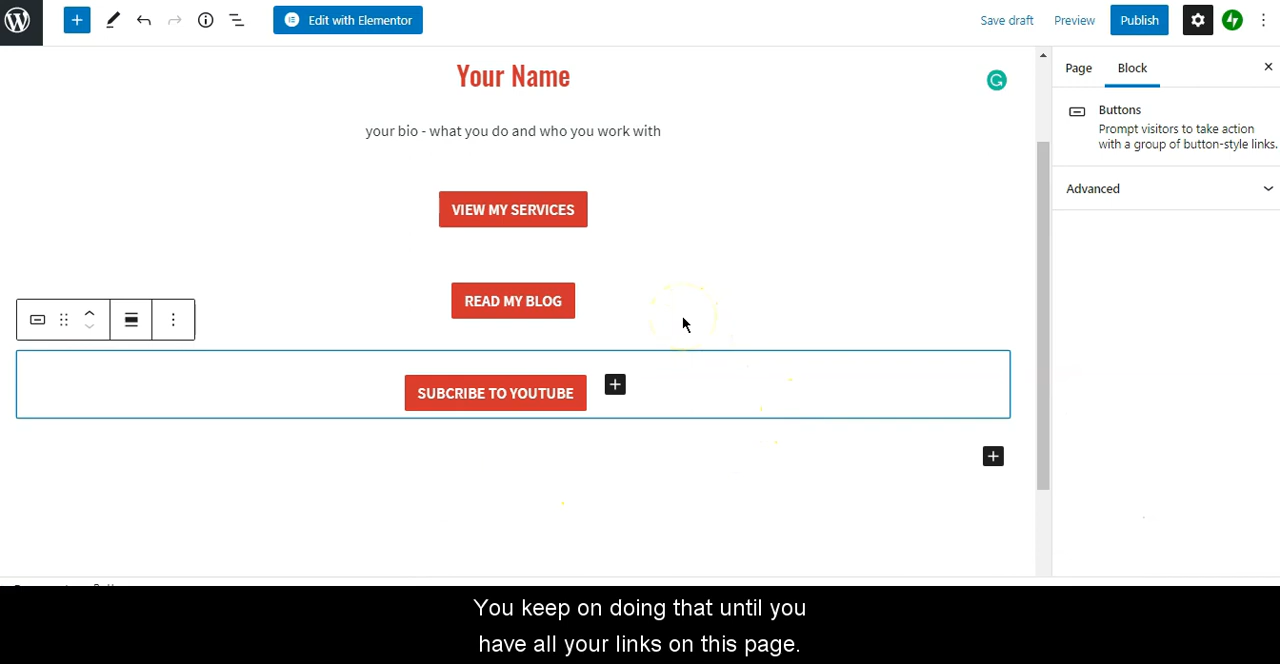 Edit with Elementor
Save draft
Preview
Publish
Your Name
your bio - what you do and who you work with
VIEW MY SERVICES
READ MY BLOG
SUBCRIBE TO YOUTUBE
Page
Block
Buttons
Prompt visitors to take action
with a group of button-style links.
Advanced
You keep on doing that until you
have all your links on this page.